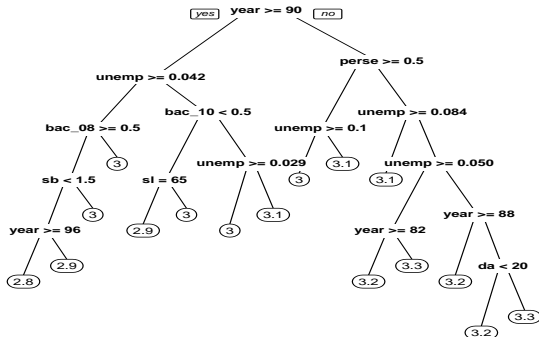 yes year >= 90 no
perse >= 0.5
unemp >= 0.042
bac_10 < 0.5 unemp >= 0.084
bac_08 >= 0.5 unemp >= 0.1
3 unemp >= 0.029 3.1 unemp >= 0.050
sb < 1.5 sl = 65 3 3.1
3 2.9 3 3.1 year >= 88
year >= 96 3 year >= 82
2.9 3.3 da < 20
2.8 3.2 3.2
3.3
3.2